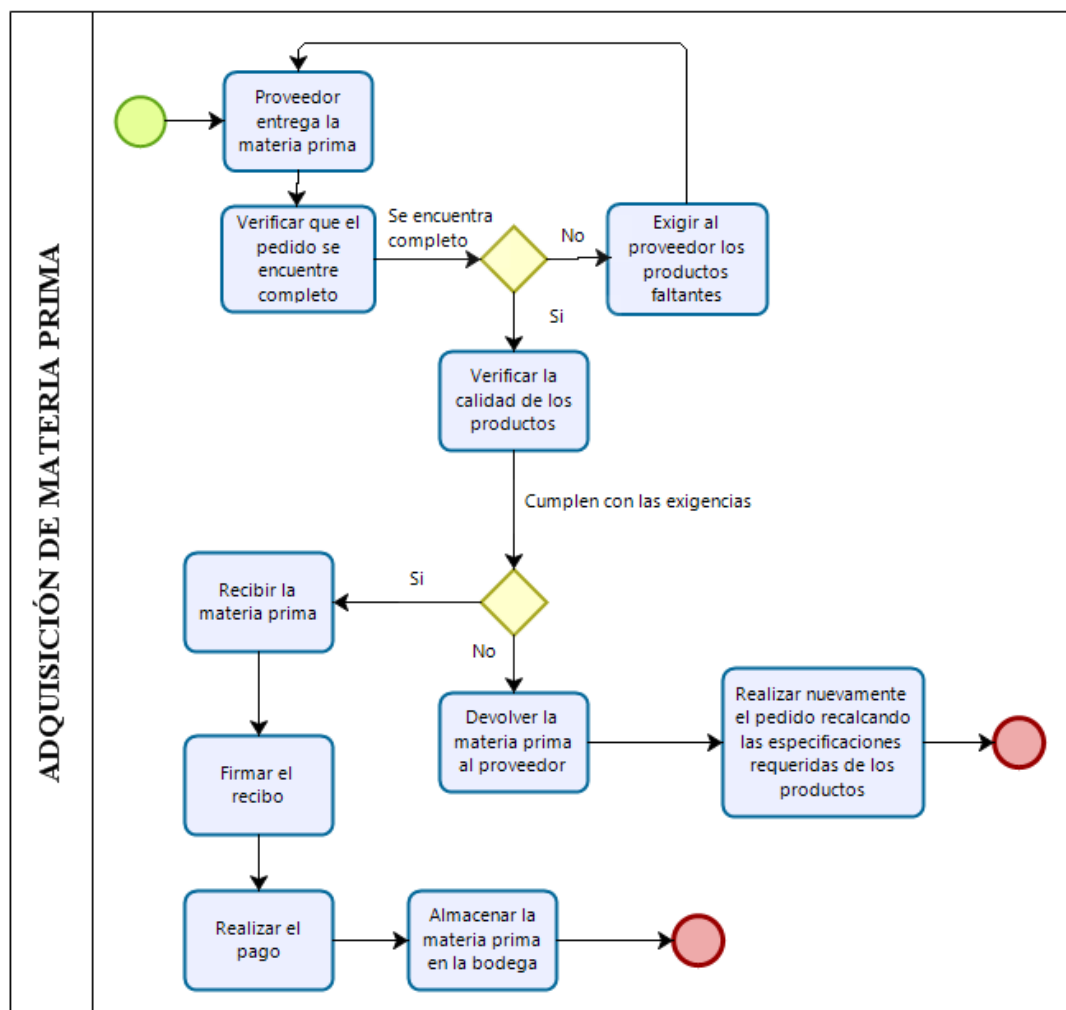 ADQUISICIÓN DE MATERIA PRIMA
Proveedor
entrega la
materia prima
Verificar que el
pedido se
encuentre
completo
Se encuentra
completo
No
Exigir al
proveedor los
productos
faltantes
Si
Verificar la
calidad de los
productos
Cumplen con las exigencias
Si
Recibir la
materia prima
No
Devolver la
materia prima
al proveedor
Realizar nuevamente
el pedido recalcando
las especificaciones
requeridas de los
productos
Firmar el
recibo
Realizar el
pago
Almacenar la
materia prima
en la bodega